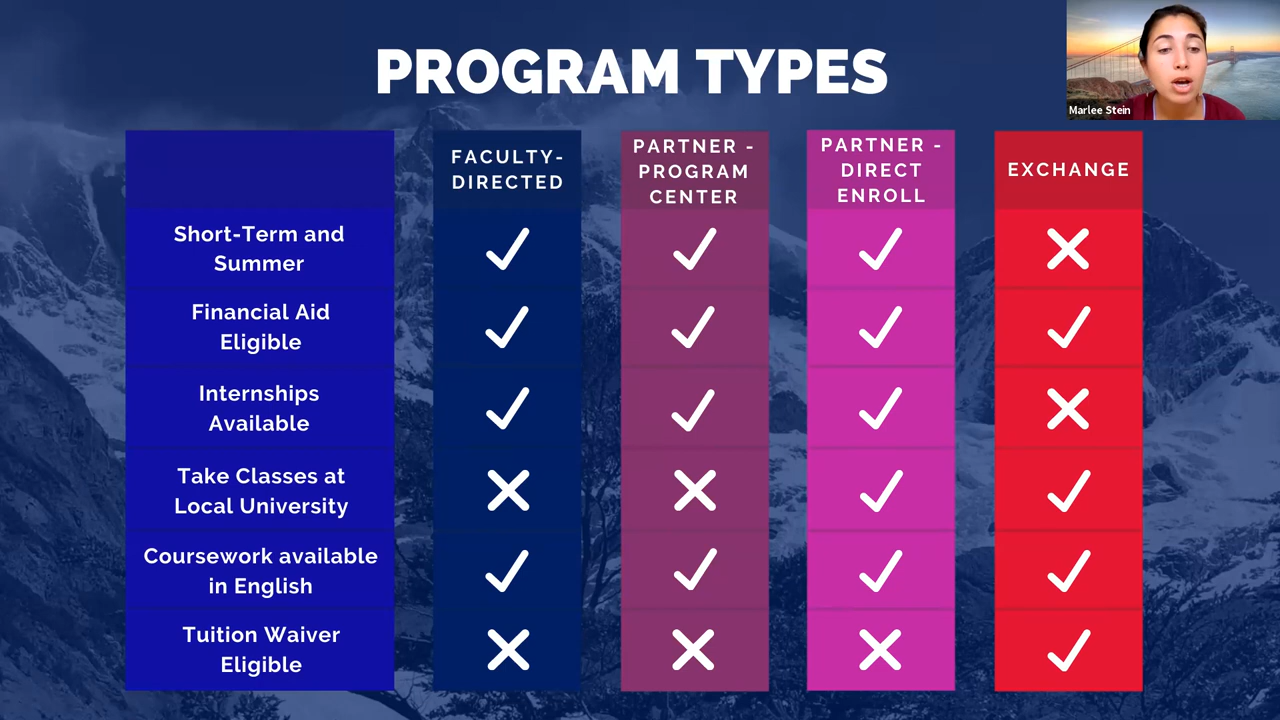 PROGRAM TYPES
Marlee Stein
FACULTY-
DIRECTED
PARTNER -
PROGRAM
CENTER
PARTNER -
DIRECT
ENROLL
EXCHANGE
Short-Term and
Summer
Financial Aid
Eligible
Internships
Available
Take Classes at
Local University
Coursework available
in English
Tuition Waiver
Eligible